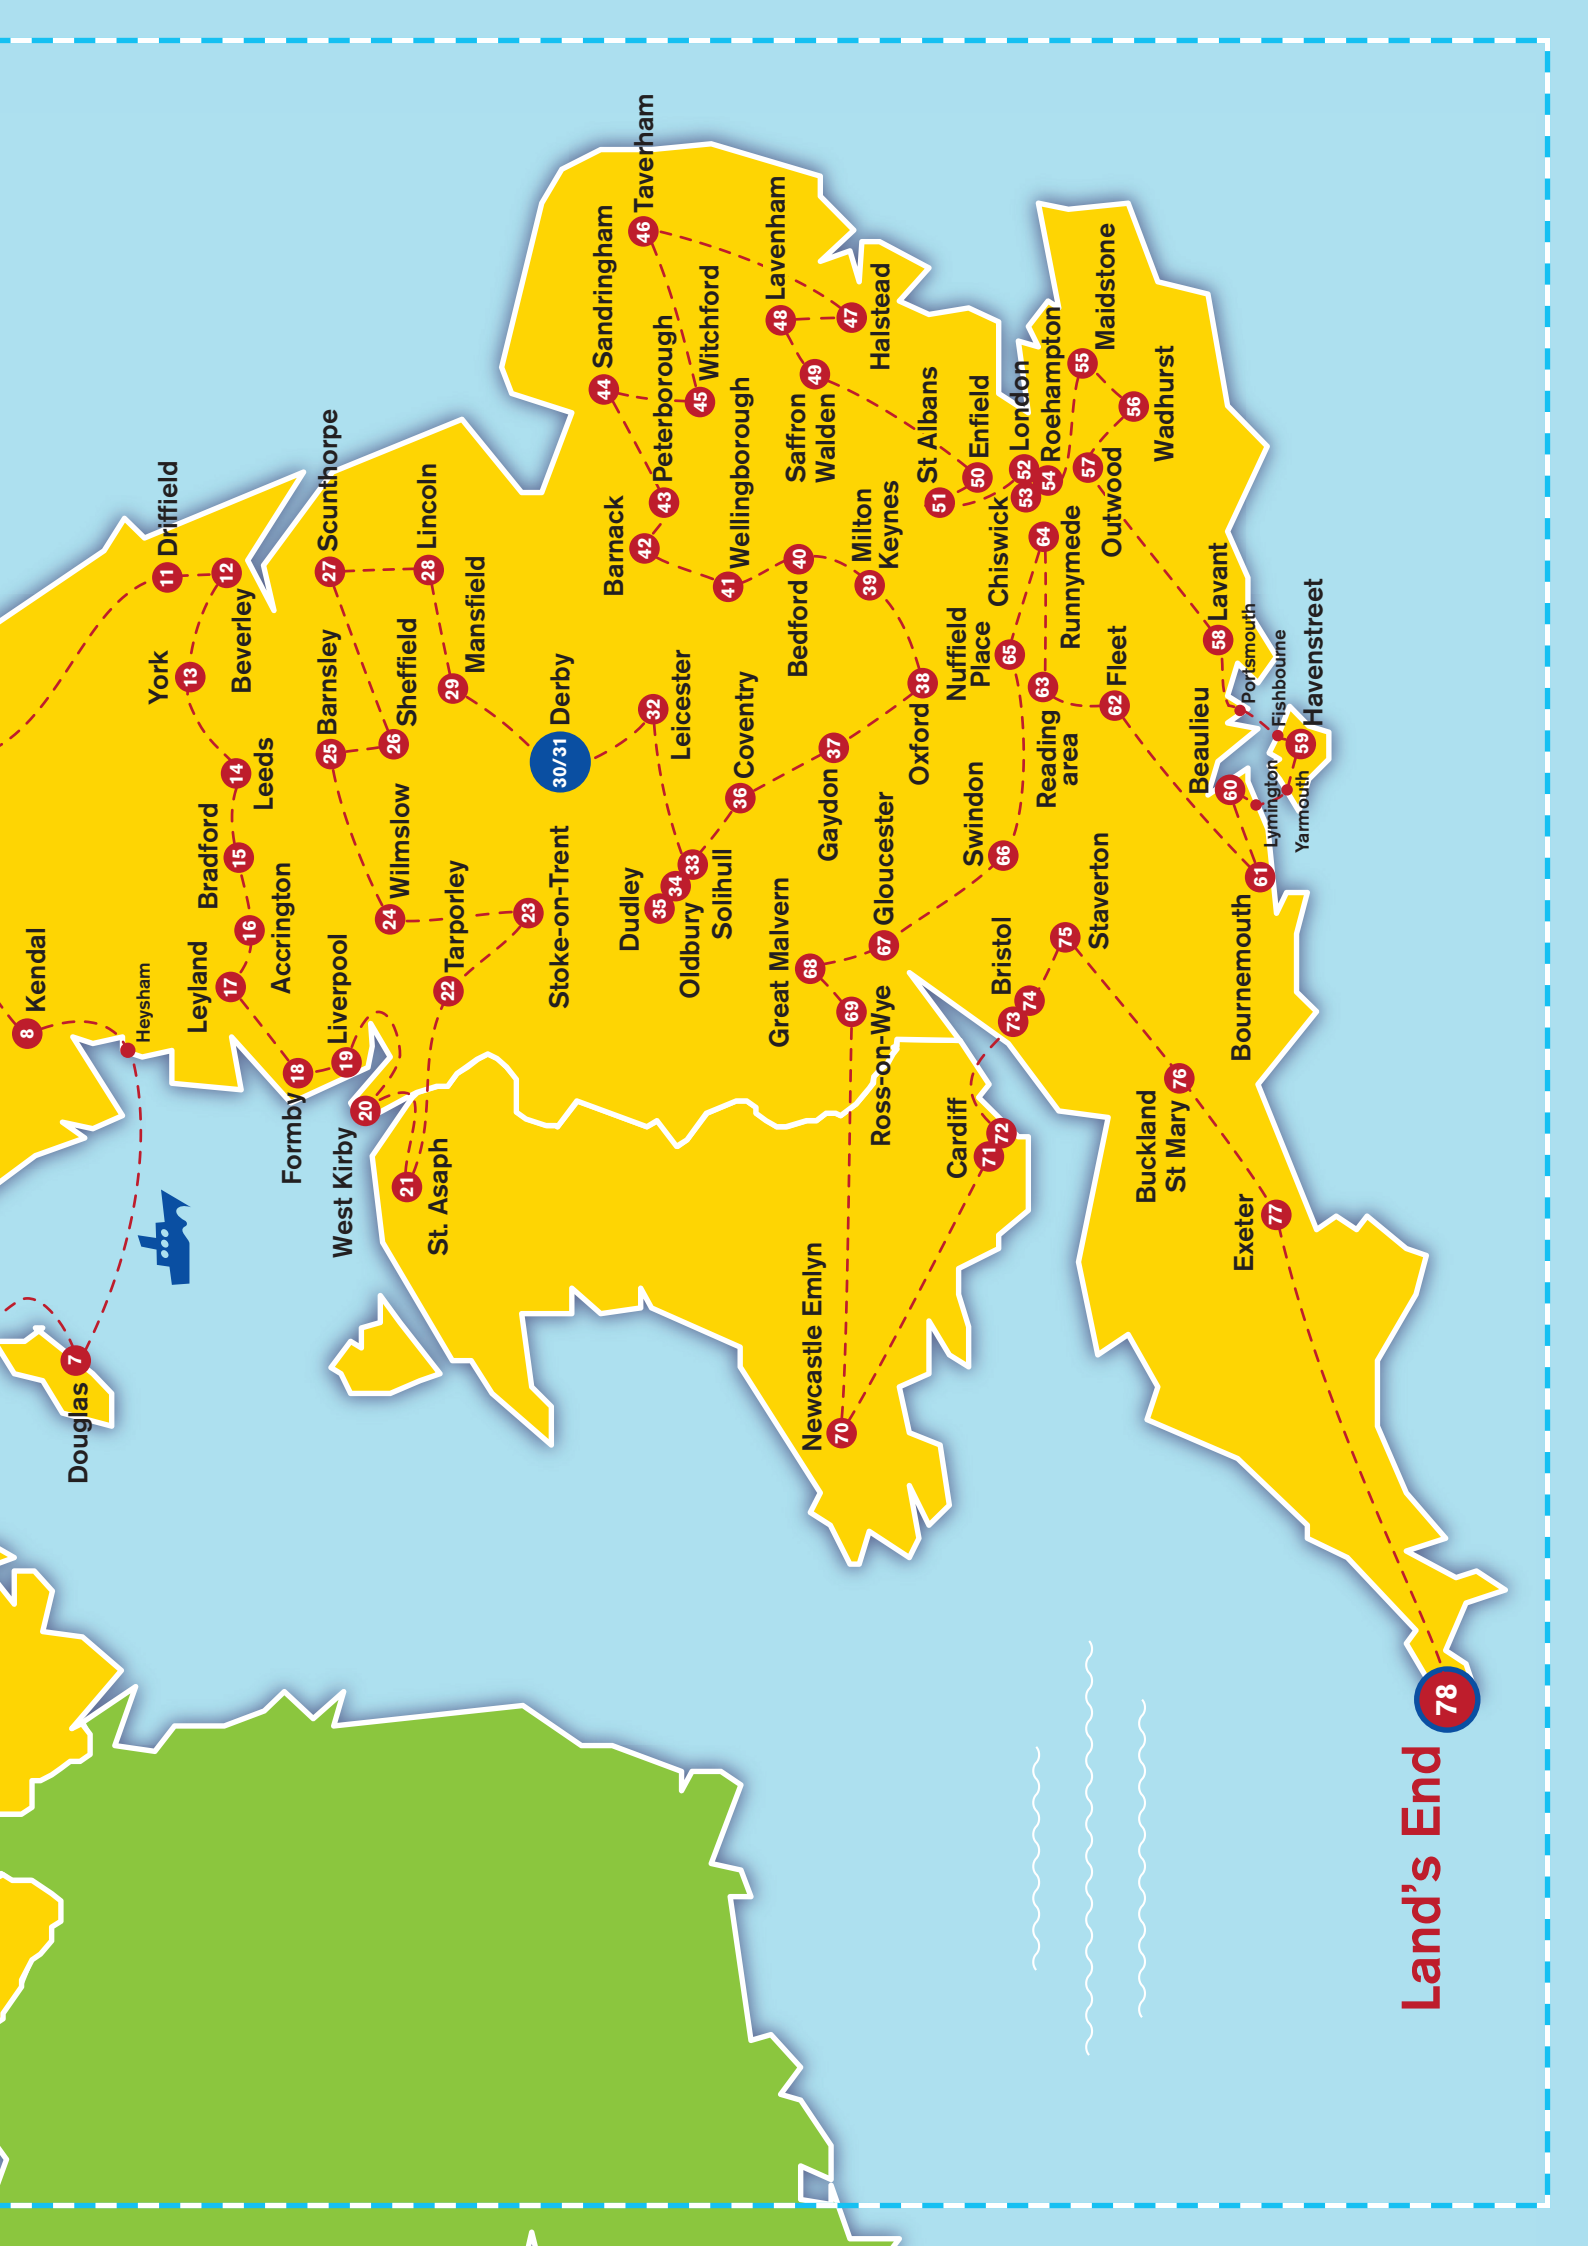 8
Kendal
Heysham
7
Douglas
11
Driffield
12
Beverley
13
York
14
Leeds
15
Bradford
16
Accrington
17
Leyland
18
Formby
19
Liverpool
20
West Kirby
21
St. Asaph
22
Tarporley
23
Stoke-on-Trent
24
Wilmslow
25
Barnsley
26
Sheffield
27
Scunthorpe
28
Lincoln
29
Mansfield
30/31
Derby
32
Leicester
33
Solihull
34
Oldbury
35
Dudley
36
Coventry
37
Gaydon
38
Oxford
39
Milton
Keynes
40
Bedford
41
Wellingborough
42
Barnack
43
Peterborough
44
Sandringham
45
Witchford
46
Taverham
47
Halstead
48
Lavenham
49
Saffron
Walden
50
Enfield
51
St Albans
52
London
53
Chiswick
54
Roehampton
55
Maidstone
56
Wadhurst
57
Outwood
58
Lavant
Portsmouth
Fishbourne
59
Havenstreet
Yarmouth
Lymington
60
Beaulieu
61
Bournemouth
62
Fleet
63
Reading
area
64
Runnymede
65
Nuffield
Place
66
Swindon
67
Gloucester
68
Great Malvern
69
Ross-on-Wye
70
Newcastle Emlyn
71
72
Cardiff
73
74
Bristol
75
Staverton
76
Buckland
St Mary
77
Exeter
78
Land's End